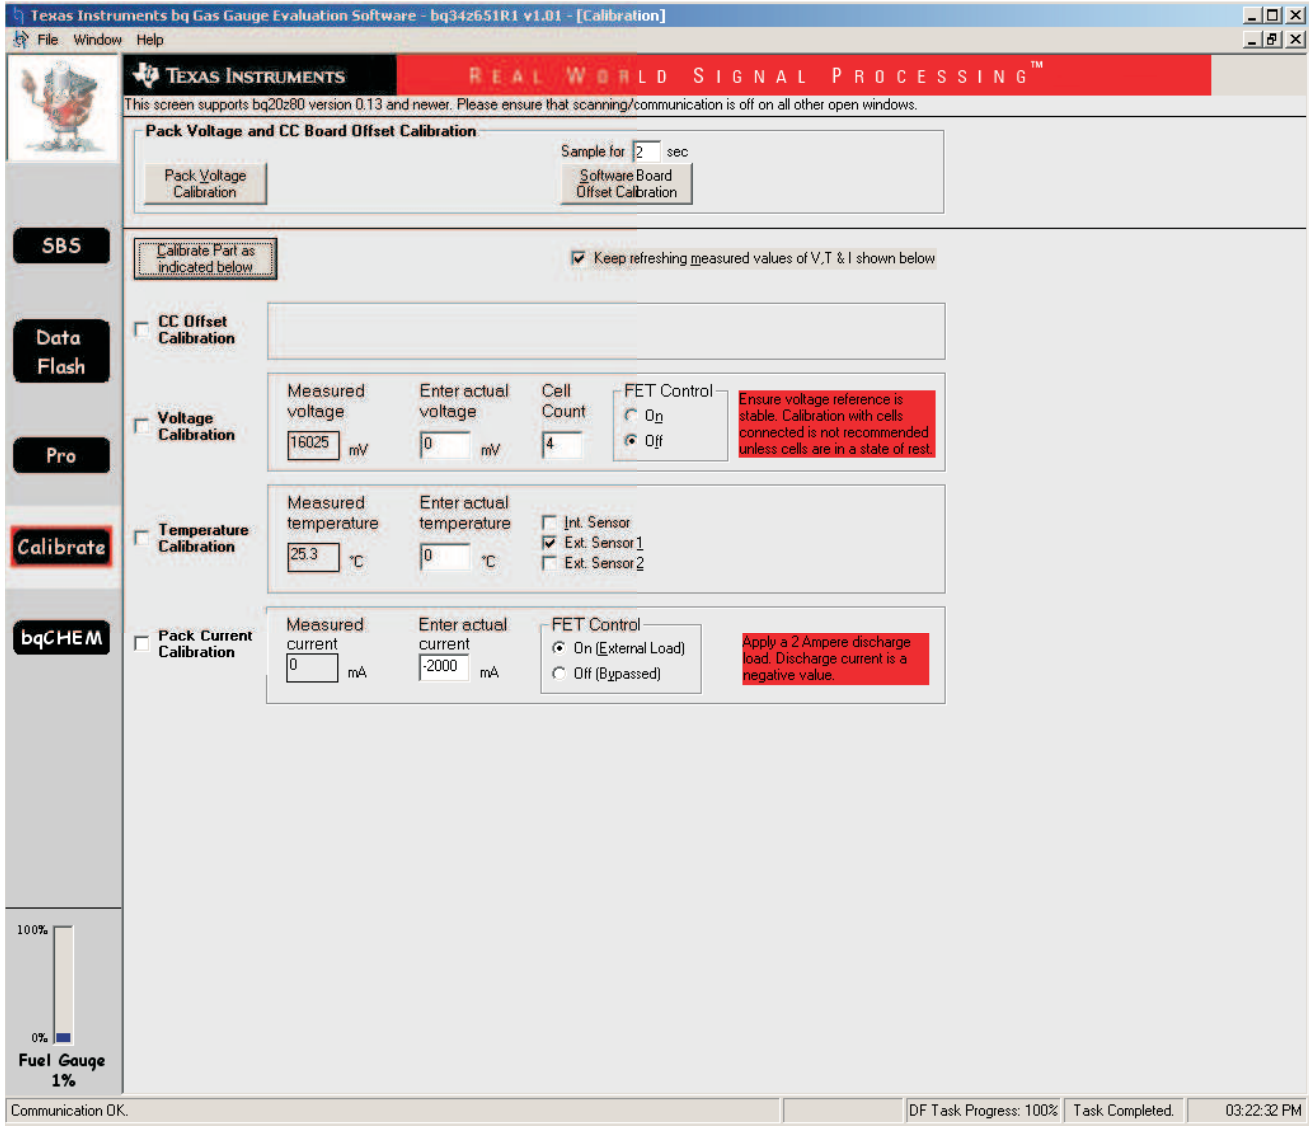 Texas Instruments bq Gas Gauge Evaluation Software - bq34z651R1 v1.01 - [Calibration]
File Window Help
TEXAS INSTRUMENTS
REAL WORLD SIGNAL PROCESSING™
This screen supports bq20z80 version 0.13 and newer. Please ensure that scanning/communication is off on all other open windows.
Pack Voltage and CC Board Offset Calibration
Sample for 2 sec
Pack Voltage
Calibration
Software Board
Offset Calibration
SBS
Data
Flash
Pro
Calibrate
bqCHEM
Calibrate Part as
indicated below
Keep refreshing measured values of V,T & I shown below
CC Offset
Calibration
Voltage
Calibration
Measured
voltage
16025 mV
Enter actual
voltage
0 mV
Cell
Count
4
FET Control
On
Off
Ensure voltage reference is
stable. Calibration with cells
connected is not recommended
unless cells are in a state of rest.
Temperature
Calibration
Measured
temperature
25.3 °C
Enter actual
temperature
0 °C
Int. Sensor
Ext. Sensor 1
Ext. Sensor 2
Pack Current
Calibration
Measured
current
0 mA
Enter actual
current
-2000 mA
FET Control
On (External Load)
Off (Bypassed)
Apply a 2 Ampere discharge
load. Discharge current is a
negative value.
100%
0%
Fuel Gauge
1%
Communication OK.
DF Task Progress: 100%
Task Completed.
03:22:32 PM